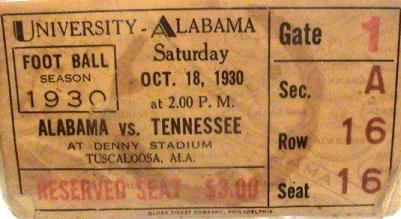 UNIVERSITY-ALABAMA
FOOT BALL
SEASON
1930
Saturday
OCT. 18, 1930
at 2.00 P. M.
ALABAMA vs. TENNESSEE
AT DENNY STADIUM
TUSCALOOSA, ALA.
RESERVED SEAT $3.00
Gate 1
Sec. A
Row 16
Seat 16
GLOBE TICKET COMPANY, PHILADELPHIA